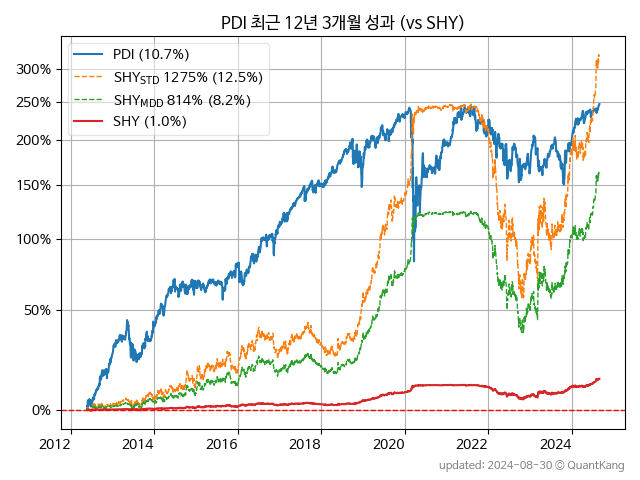 PDI 최근 12년 3개월 성과 (vs SHY)
PDI (10.7%)
SHY_STD 1275% (12.5%)
SHY_MDD 814% (8.2%)
SHY (1.0%)
300%
250%
200%
150%
100%
50%
0%
2012 2014 2016 2018 2020 2022 2024
updated: 2024-08-30 © QuantKang